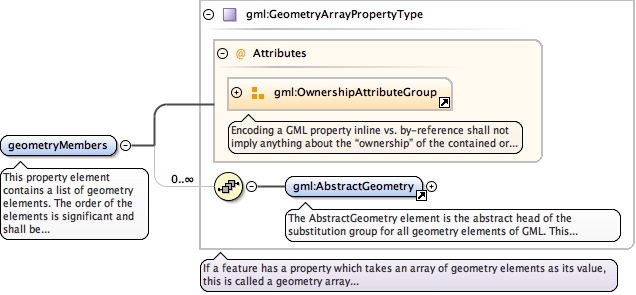 gml:GeometryArrayPropertyType
@ Attributes
gml:OwnershipAttributeGroup
Encoding a GML property inline vs. by-reference shall not
imply anything about the “ownership” of the contained or...
geometryMembers
This property element
contains a list of geometry
elements. The order of the
elements is significant and
shall be...
0..∞
gml:AbstractGeometry
The AbstractGeometry element is the abstract head of the
substitution group for all geometry elements of GML. This...
If a feature has a property which takes an array of geometry elements as its value,
this is called a geometry array...